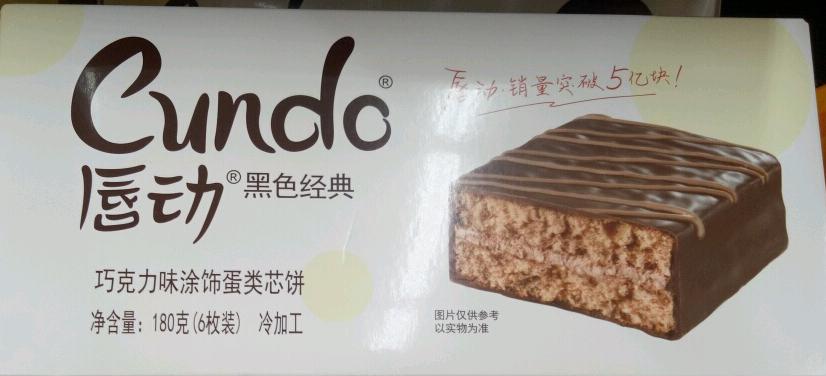 Cundo®
唇动®黑色经典
巧克力味涂饰蛋类芯饼
净含量：180克(6枚装) 冷加工
唇动·销量突破5亿块！
图片仅供参考
以实物为准